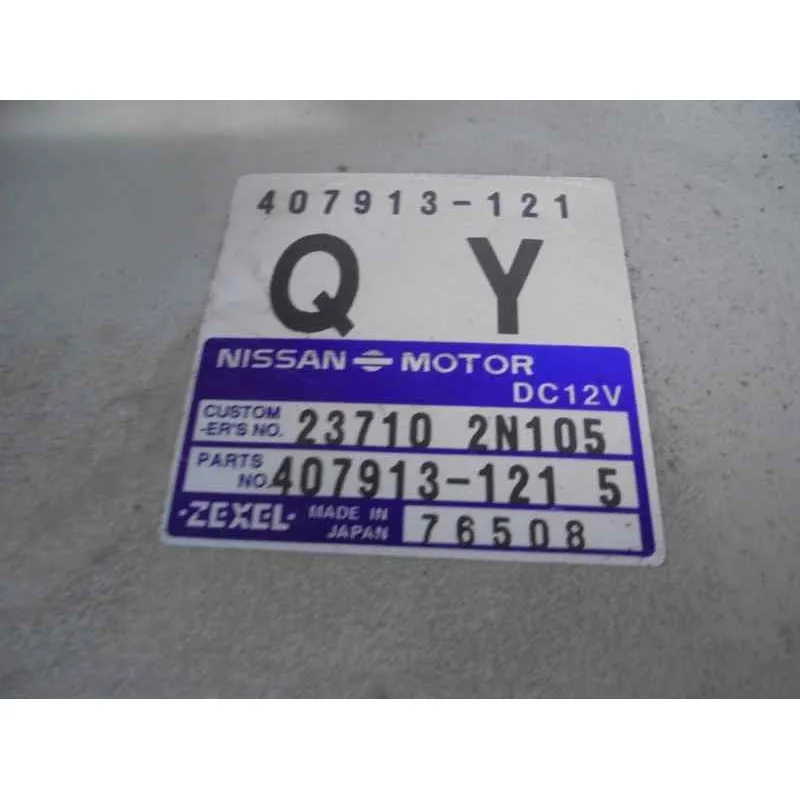 407913-121
Q Y
NISSAN MOTOR
DC12V
CUSTOM
-ER'S NO. 23710 2N105
PARTS
NO. 407913-121 5
·ZEXEL· MADE IN
JAPAN 76508